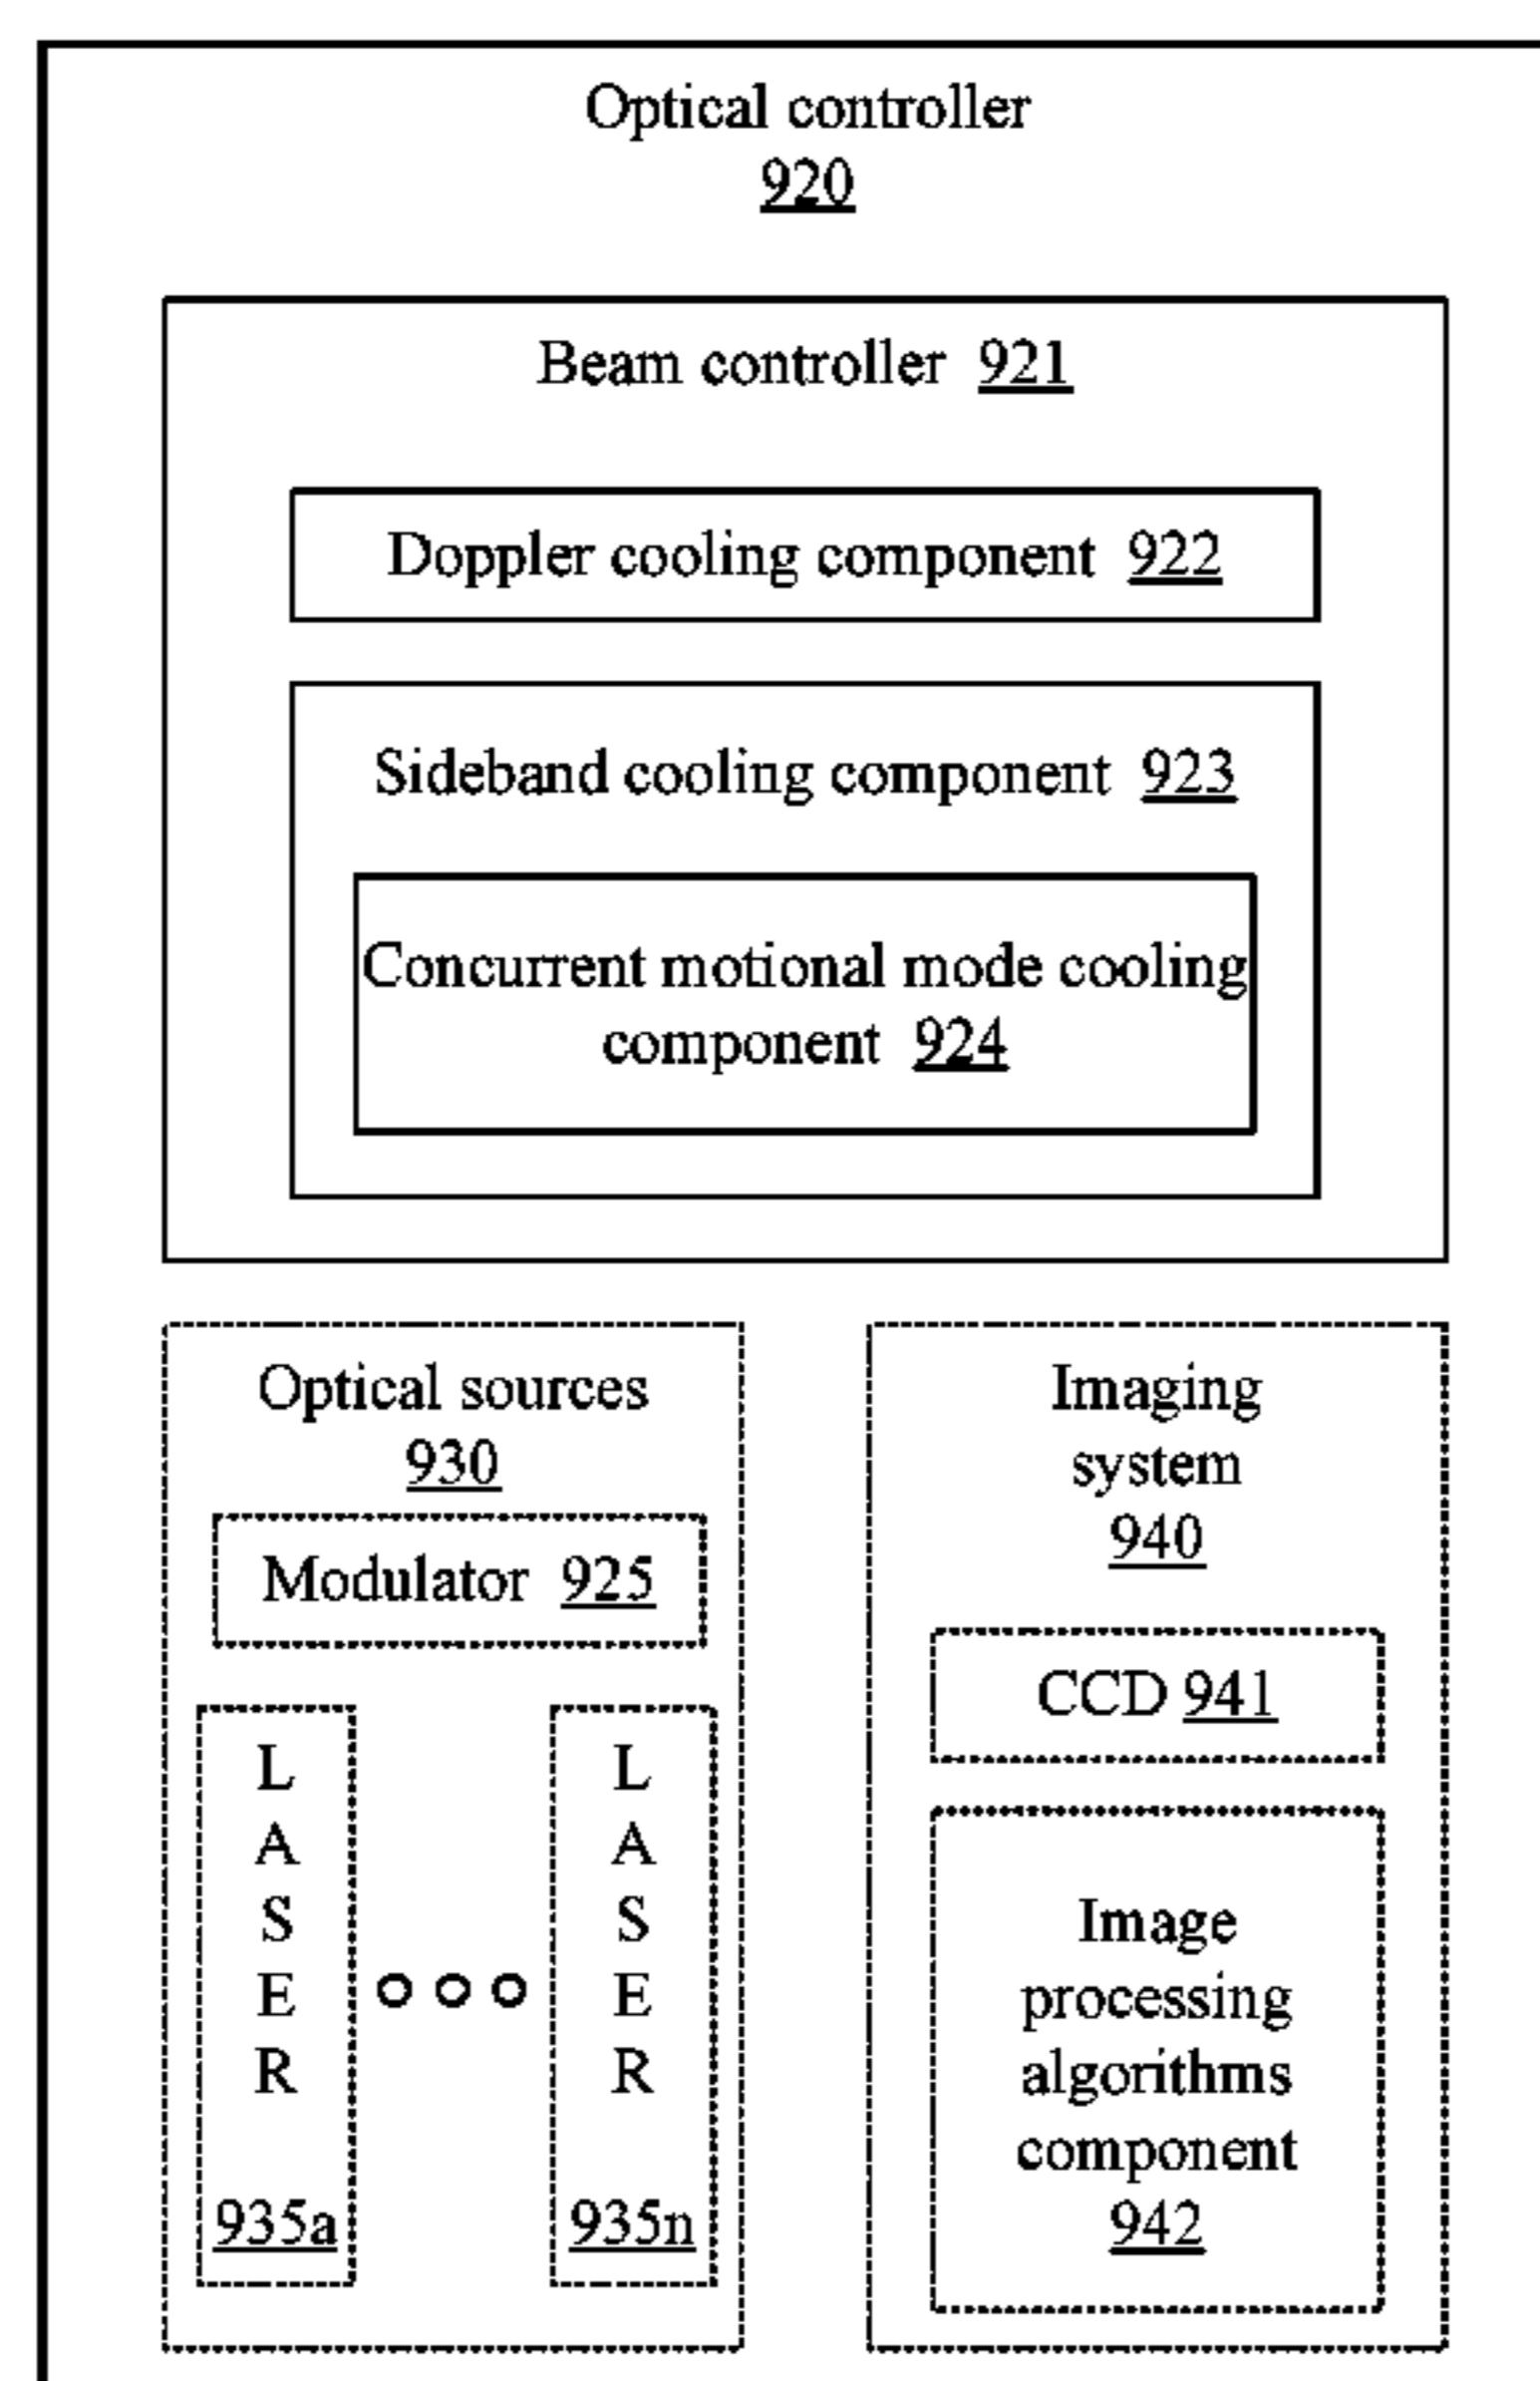 Optical controller
920
Beam controller 921
Doppler cooling component 922
Sideband cooling component 923
Concurrent motional mode cooling
component 924
Optical sources
930
Modulator 925
L
A
S
E
R
935a
L
A
S
E
R
935n
Imaging
system
940
CCD 941
Image
processing
algorithms
component
942